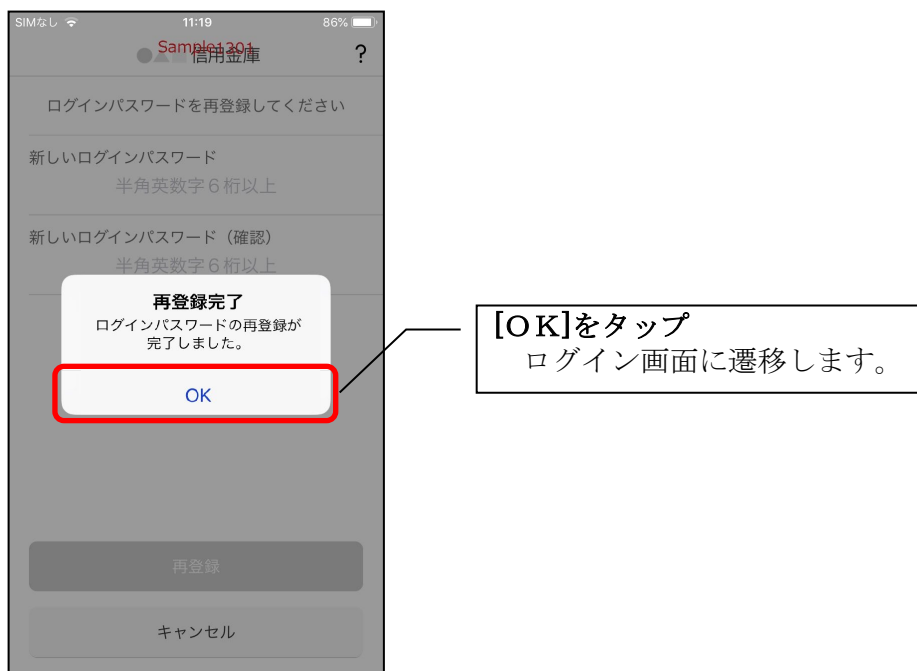 SIMなし 11:19 86%
Sample1201
●▲■信用金庫 ?
ログインパスワードを再登録してください
新しいログインパスワード
半角英数字６桁以上
新しいログインパスワード（確認）
半角英数字６桁以上
再登録完了
ログインパスワードの再登録が
完了しました。
OK
再登録
キャンセル
[ＯＫ]をタップ
ログイン画面に遷移します。